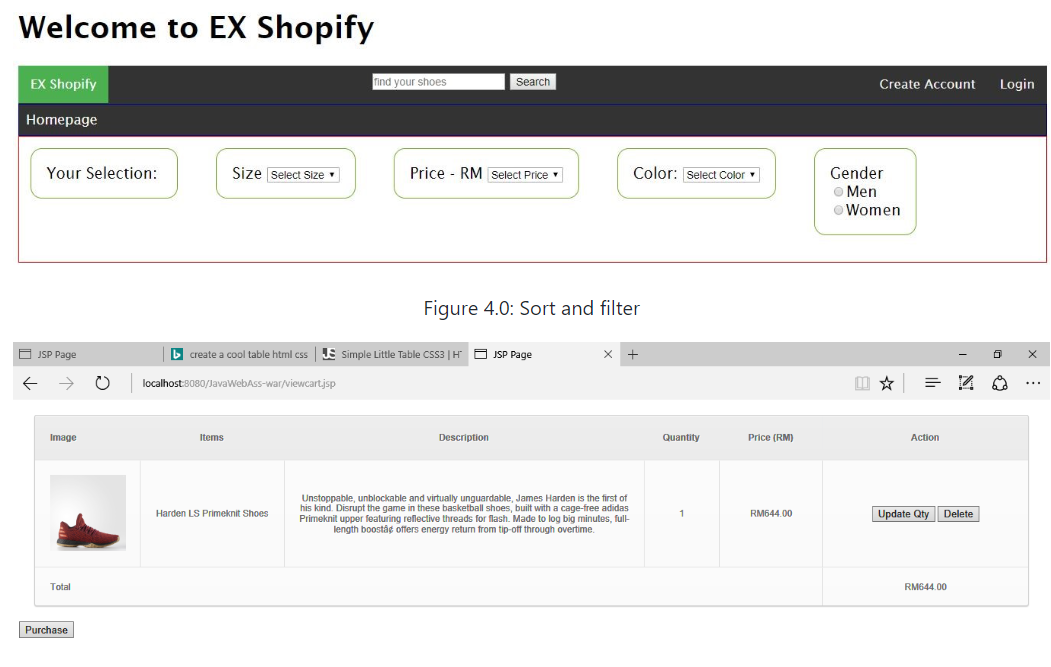 Welcome to EX Shopify
EX Shopify
find your shoes
Search
Create Account
Login
Homepage
Your Selection:
Size
Select Size
Price - RM
Select Price
Color:
Select Color
Gender
Men
Women
Figure 4.0: Sort and filter
JSP Page
create a cool table html css
Simple Little Table CSS3 | HT
JSP Page
localhost:8080/JavaWebAss-war/viewcart.jsp
Image
Items
Description
Quantity
Price (RM)
Action
Harden LS Primeknit Shoes
Unstoppable, unblockable and virtually unguardable, James Harden is the first of
his kind. Disrupt the game in these basketball shoes, built with a cage-free adidas
Primeknit upper featuring reflective threads for flash. Made to log big minutes, full-
length boostâ¢ offers energy return from tip-off through overtime.
1
RM644.00
Update Qty
Delete
Total
RM644.00
Purchase